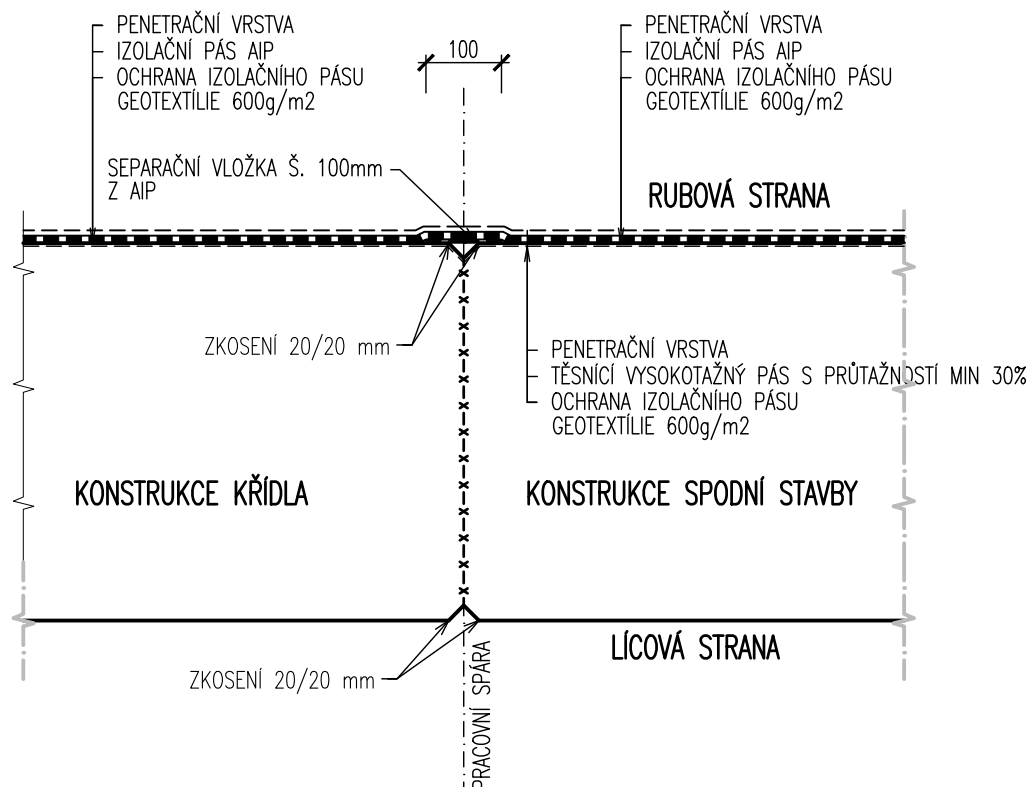 PENETRAČNÍ VRSTVA
IZOLAČNÍ PÁS AIP
OCHRANA IZOLAČNÍHO PÁSU
GEOTEXTÍLIE 600g/m2
100
PENETRAČNÍ VRSTVA
IZOLAČNÍ PÁS AIP
OCHRANA IZOLAČNÍHO PÁSU
GEOTEXTÍLIE 600g/m2
SEPARAČNÍ VLOŽKA Š. 100mm
Z AIP
RUBOVÁ STRANA
ZKOSENÍ 20/20 mm
PENETRAČNÍ VRSTVA
TĚSNÍCÍ VYSOKOTAŽNÝ PÁS S PRŮTAŽNOSTÍ MIN 30%
OCHRANA IZOLAČNÍHO PÁSU
GEOTEXTÍLIE 600g/m2
KONSTRUKCE KŘÍDLA
KONSTRUKCE SPODNÍ STAVBY
LÍCOVÁ STRANA
ZKOSENÍ 20/20 mm
PRACOVNÍ SPÁRA